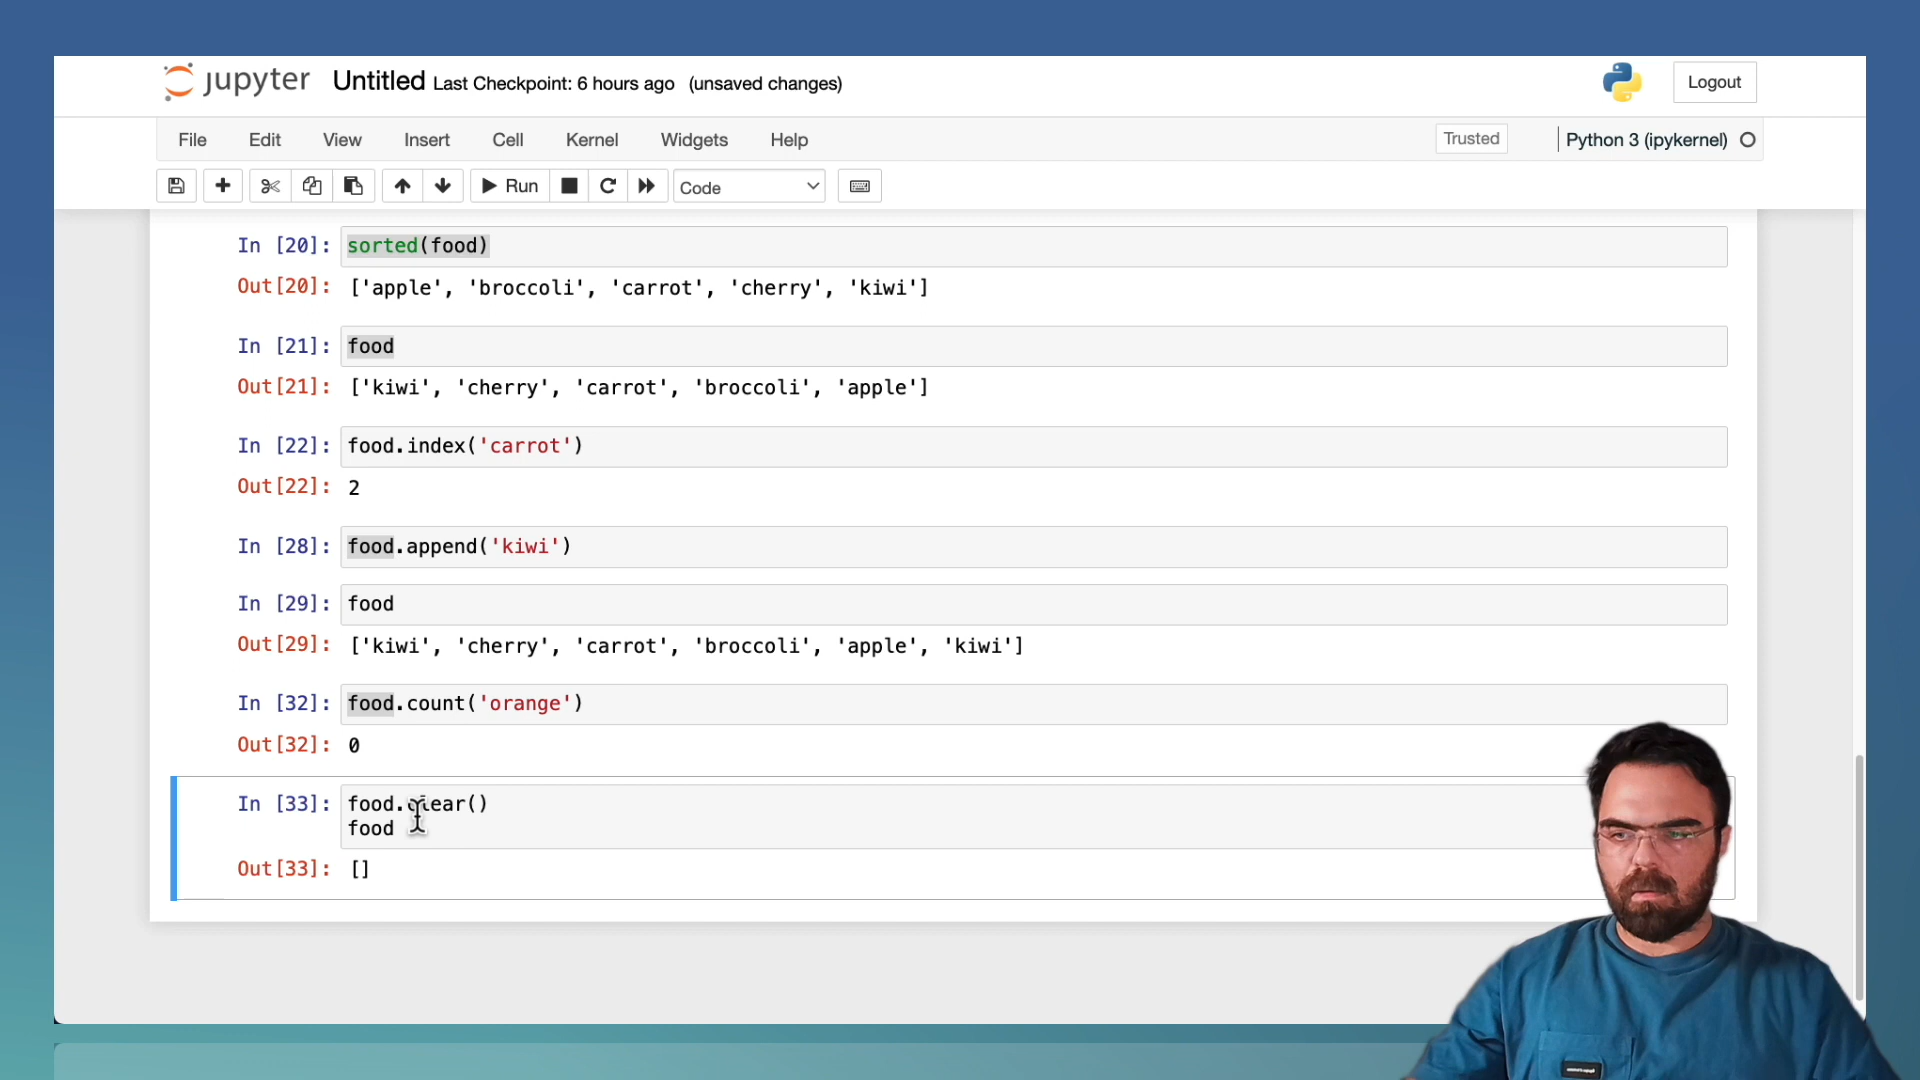 jupyter Untitled Last Checkpoint: 6 hours ago (unsaved changes) Logout
File Edit View Insert Cell Kernel Widgets Help Trusted Python 3 (ipykernel)
Run Code
In [20]: sorted(food)
Out[20]: ['apple', 'broccoli', 'carrot', 'cherry', 'kiwi']
In [21]: food
Out[21]: ['kiwi', 'cherry', 'carrot', 'broccoli', 'apple']
In [22]: food.index('carrot')
Out[22]: 2
In [28]: food.append('kiwi')
In [29]: food
Out[29]: ['kiwi', 'cherry', 'carrot', 'broccoli', 'apple', 'kiwi']
In [32]: food.count('orange')
Out[32]: 0
In [33]: food.clear()
food
Out[33]: []